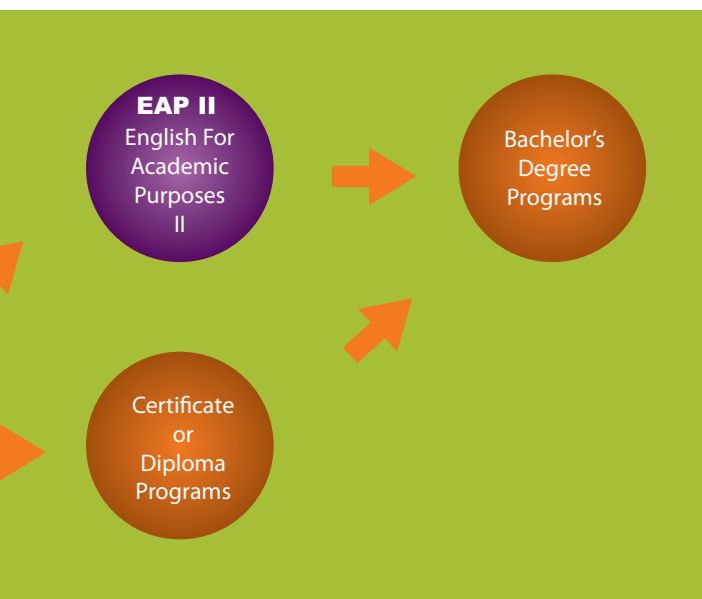 EAP II
English For
Academic
Purposes
II
Bachelor's
Degree
Programs
Certificate
or
Diploma
Programs